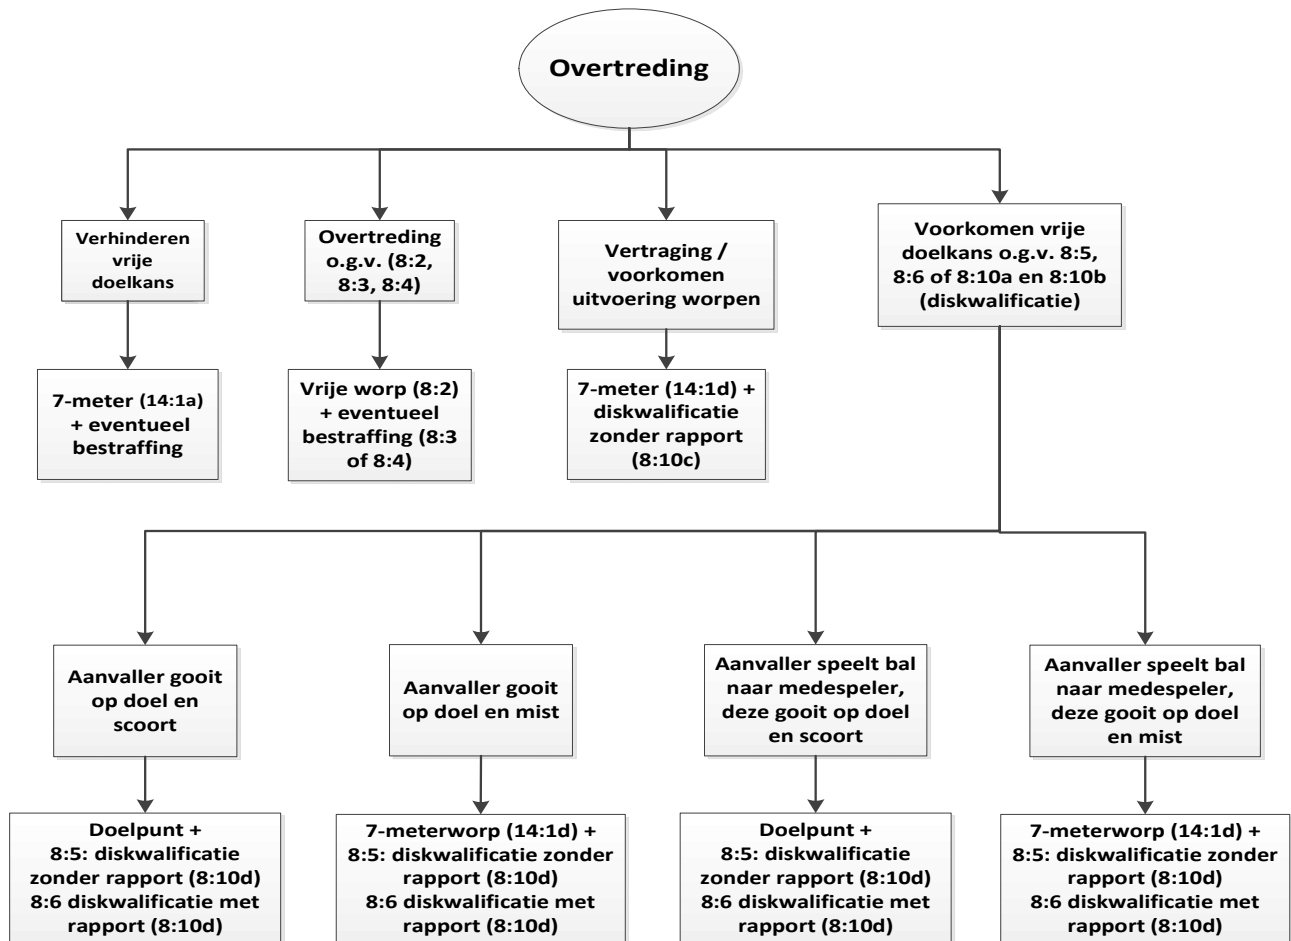 Overtreding
Verhinderen
vrije
doelkans
Overtreding
o.g.v. (8:2,
8:3, 8:4)
Vertraging /
voorkomen
uitvoering worpen
Voorkomen vrije
doelkans o.g.v. 8:5,
8:6 of 8:10a en 8:10b
(diskwalificatie)
7-meter (14:1a)
+ eventueel
bestraffing
Vrije worp (8:2)
+ eventueel
bestraffing (8:3
of 8:4)
7-meter (14:1d) +
diskwalificatie
zonder rapport
(8:10c)
Aanvaller gooit
op doel en
scoort
Aanvaller gooit
op doel en mist
Aanvaller speelt bal
naar medespeler,
deze gooit op doel
en scoort
Aanvaller speelt bal
naar medespeler,
deze gooit op doel
en mist
Doelpunt +
8:5: diskwalificatie
zonder rapport (8:10d)
8:6 diskwalificatie met
rapport (8:10d)
7-meterworp (14:1d) +
8:5: diskwalificatie zonder
rapport (8:10d)
8:6 diskwalificatie met
rapport (8:10d)
Doelpunt +
8:5: diskwalificatie
zonder rapport (8:10d)
8:6 diskwalificatie met
rapport (8:10d)
7-meterworp (14:1d) +
8:5: diskwalificatie zonder
rapport (8:10d)
8:6 diskwalificatie met
rapport (8:10d)